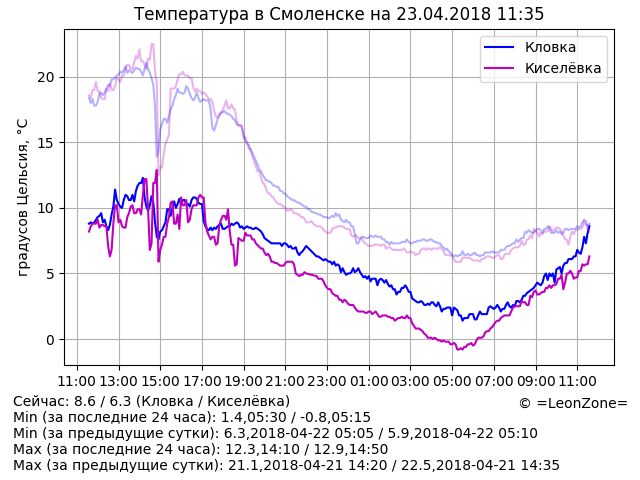 Температура в Смоленске на 23.04.2018 11:35
Кловка
Киселёвка
градусов Цельсия, °C
20
15
10
5
0
11:00 13:00 15:00 17:00 19:00 21:00 23:00 01:00 03:00 05:00 07:00 09:00 11:00
Сейчас: 8.6 / 6.3 (Кловка / Киселёвка)
© =LeonZone=
Min (за последние 24 часа): 1.4,05:30 / -0.8,05:15
Min (за предыдущие сутки): 6.3,2018-04-22 05:05 / 5.9,2018-04-22 05:10
Max (за последние 24 часа): 12.3,14:10 / 12.9,14:50
Max (за предыдущие сутки): 21.1,2018-04-21 14:20 / 22.5,2018-04-21 14:35